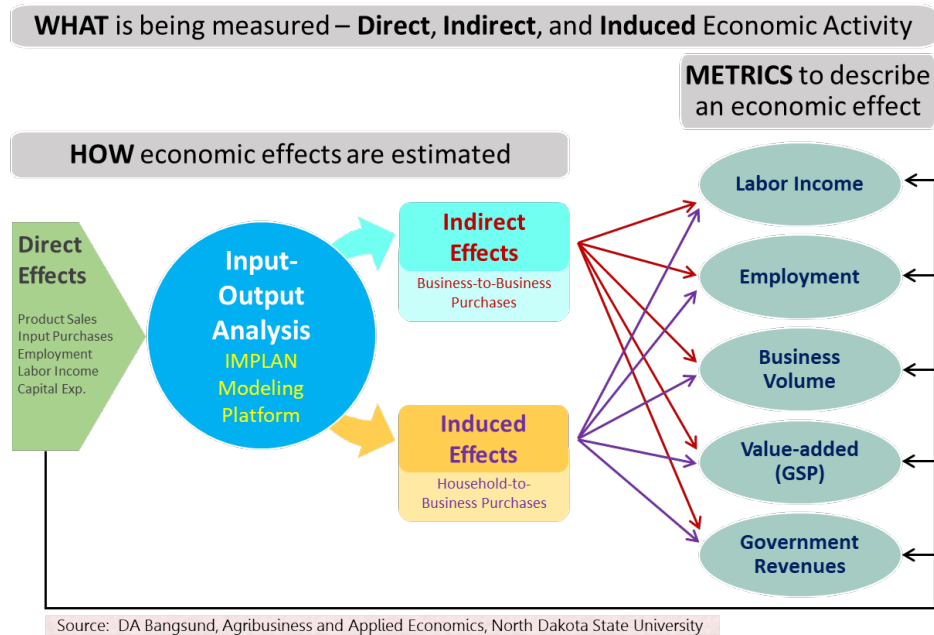 WHAT is being measured – Direct, Indirect, and Induced Economic Activity
METRICS to describe
an economic effect
HOW economic effects are estimated
Direct
Effects
Product Sales
Input Purchases
Employment
Labor Income
Capital Exp.
Input-
Output
Analysis
IMPLAN
Modeling
Platform
Indirect
Effects
Business-to-Business
Purchases
Induced
Effects
Household-to-
Business Purchases
Labor Income
Employment
Business
Volume
Value-added
(GSP)
Government
Revenues
Source:  DA Bangsund, Agribusiness and Applied Economics, North Dakota State University